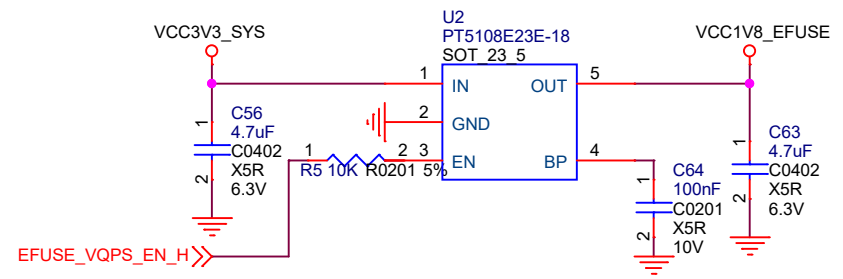 VCC3V3_SYS
U2
PT5108E23E-18
SOT_23_5
VCC1V8_EFUSE
1
IN
OUT
5
2
GND
1
C56
4.7uF
C0402
X5R
6.3V
2
1
R5 10K
2
R0201 5%
3
EN
BP
4
1
C64
100nF
C0201
X5R
10V
2
1
C63
4.7uF
C0402
X5R
6.3V
2
EFUSE_VQPS_EN_H